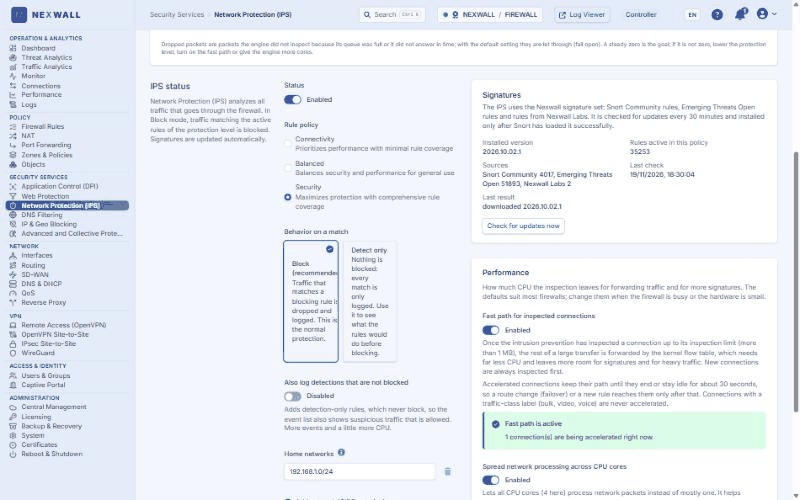 NEXWALL
Security Services
Network Protection (IPS)
Search
Ctrl K
NEXWALL / FIREWALL
Log Viewer
Controller
EN
OPERATION & ANALYTICS
Dashboard
Threat Analytics
Traffic Analytics
Monitor
Connections
Performance
Logs
POLICY
Firewall Rules
NAT
Port Forwarding
Zones & Policies
Objects
SECURITY SERVICES
Application Control (DPI)
Web Protection
Network Protection (IPS)
DNS Filtering
IP & Geo Blocking
Advanced and Collective Prote...
NETWORK
Interfaces
Routing
SD-WAN
DNS & DHCP
QoS
Reverse Proxy
VPN
Remote Access (OpenVPN)
OpenVPN Site-to-Site
IPsec Site-to-Site
WireGuard
ACCESS & IDENTITY
Users & Groups
Captive Portal
ADMINISTRATION
Central Management
Licensing
Backup & Recovery
System
Certificates
Reboot & Shutdown
Dropped packets are packets the engine did not inspect because its queue was full or it did not answer in time; with the default setting they are let through (fail open). A steady zero is the goal; if it is not zero, lower the protection
level, turn on the fast path or give the engine more cores.
IPS status
Network Protection (IPS) analyzes all
traffic that goes through the firewall. In
Block mode, traffic matching the active
rules of the protection level is blocked.
Signatures are updated automatically.
Status
Enabled
Rule policy
Connectivity
Prioritizes performance with minimal rule coverage
Balanced
Balances security and performance for general use
Security
Maximizes protection with comprehensive rule
coverage
Behavior on a match
Block
(recommended
Traffic that
matches a
blocking rule is
dropped and
logged. This is
the normal
protection.
Detect only
Nothing is
blocked:
every
match is
only
logged. Use
it to see
what the
rules would
do before
blocking.
Also log detections that are not blocked
Disabled
Adds detection-only rules, which never block, so the
event list also shows suspicious traffic that is allowed.
More events and a little more CPU.
Home networks
192.168.1.0/24
Signatures
The IPS uses the Nexwall signature set: Snort Community rules, Emerging Threats Open
rules and rules from Nexwall Labs. It is checked for updates every 30 minutes and installed
only after Snort has loaded it successfully.
Installed version
2026.10.02.1
Rules active in this policy
35253
Sources
Snort Community 4017, Emerging Threats
Open 51893, Nexwall Labs 2
Last check
19/11/2026, 18:30:04
Last result
downloaded 2026.10.02.1
Check for updates now
Performance
How much CPU the inspection leaves for forwarding traffic and for more signatures. The
defaults suit most firewalls; change them when the firewall is busy or the hardware is small.
Fast path for inspected connections
Enabled
Once the intrusion prevention has inspected a connection up to its inspection limit (more
than 1 MB), the rest of a large transfer is forwarded by the kernel flow table, which needs
far less CPU and leaves more room for signatures and for heavy traffic. New connections
are always inspected first.
Accelerated connections keep their path until they end or stay idle for about 30 seconds,
so a route change (failover) or a new rule reaches them only after that. Connections with a
traffic-class label (bulk, video, voice) are never accelerated.
Fast path is active
1 connection(s) are being accelerated right now.
Spread network processing across CPU cores
Enabled
Lets all CPU cores (4 here) process network packets instead of mostly one. It helps